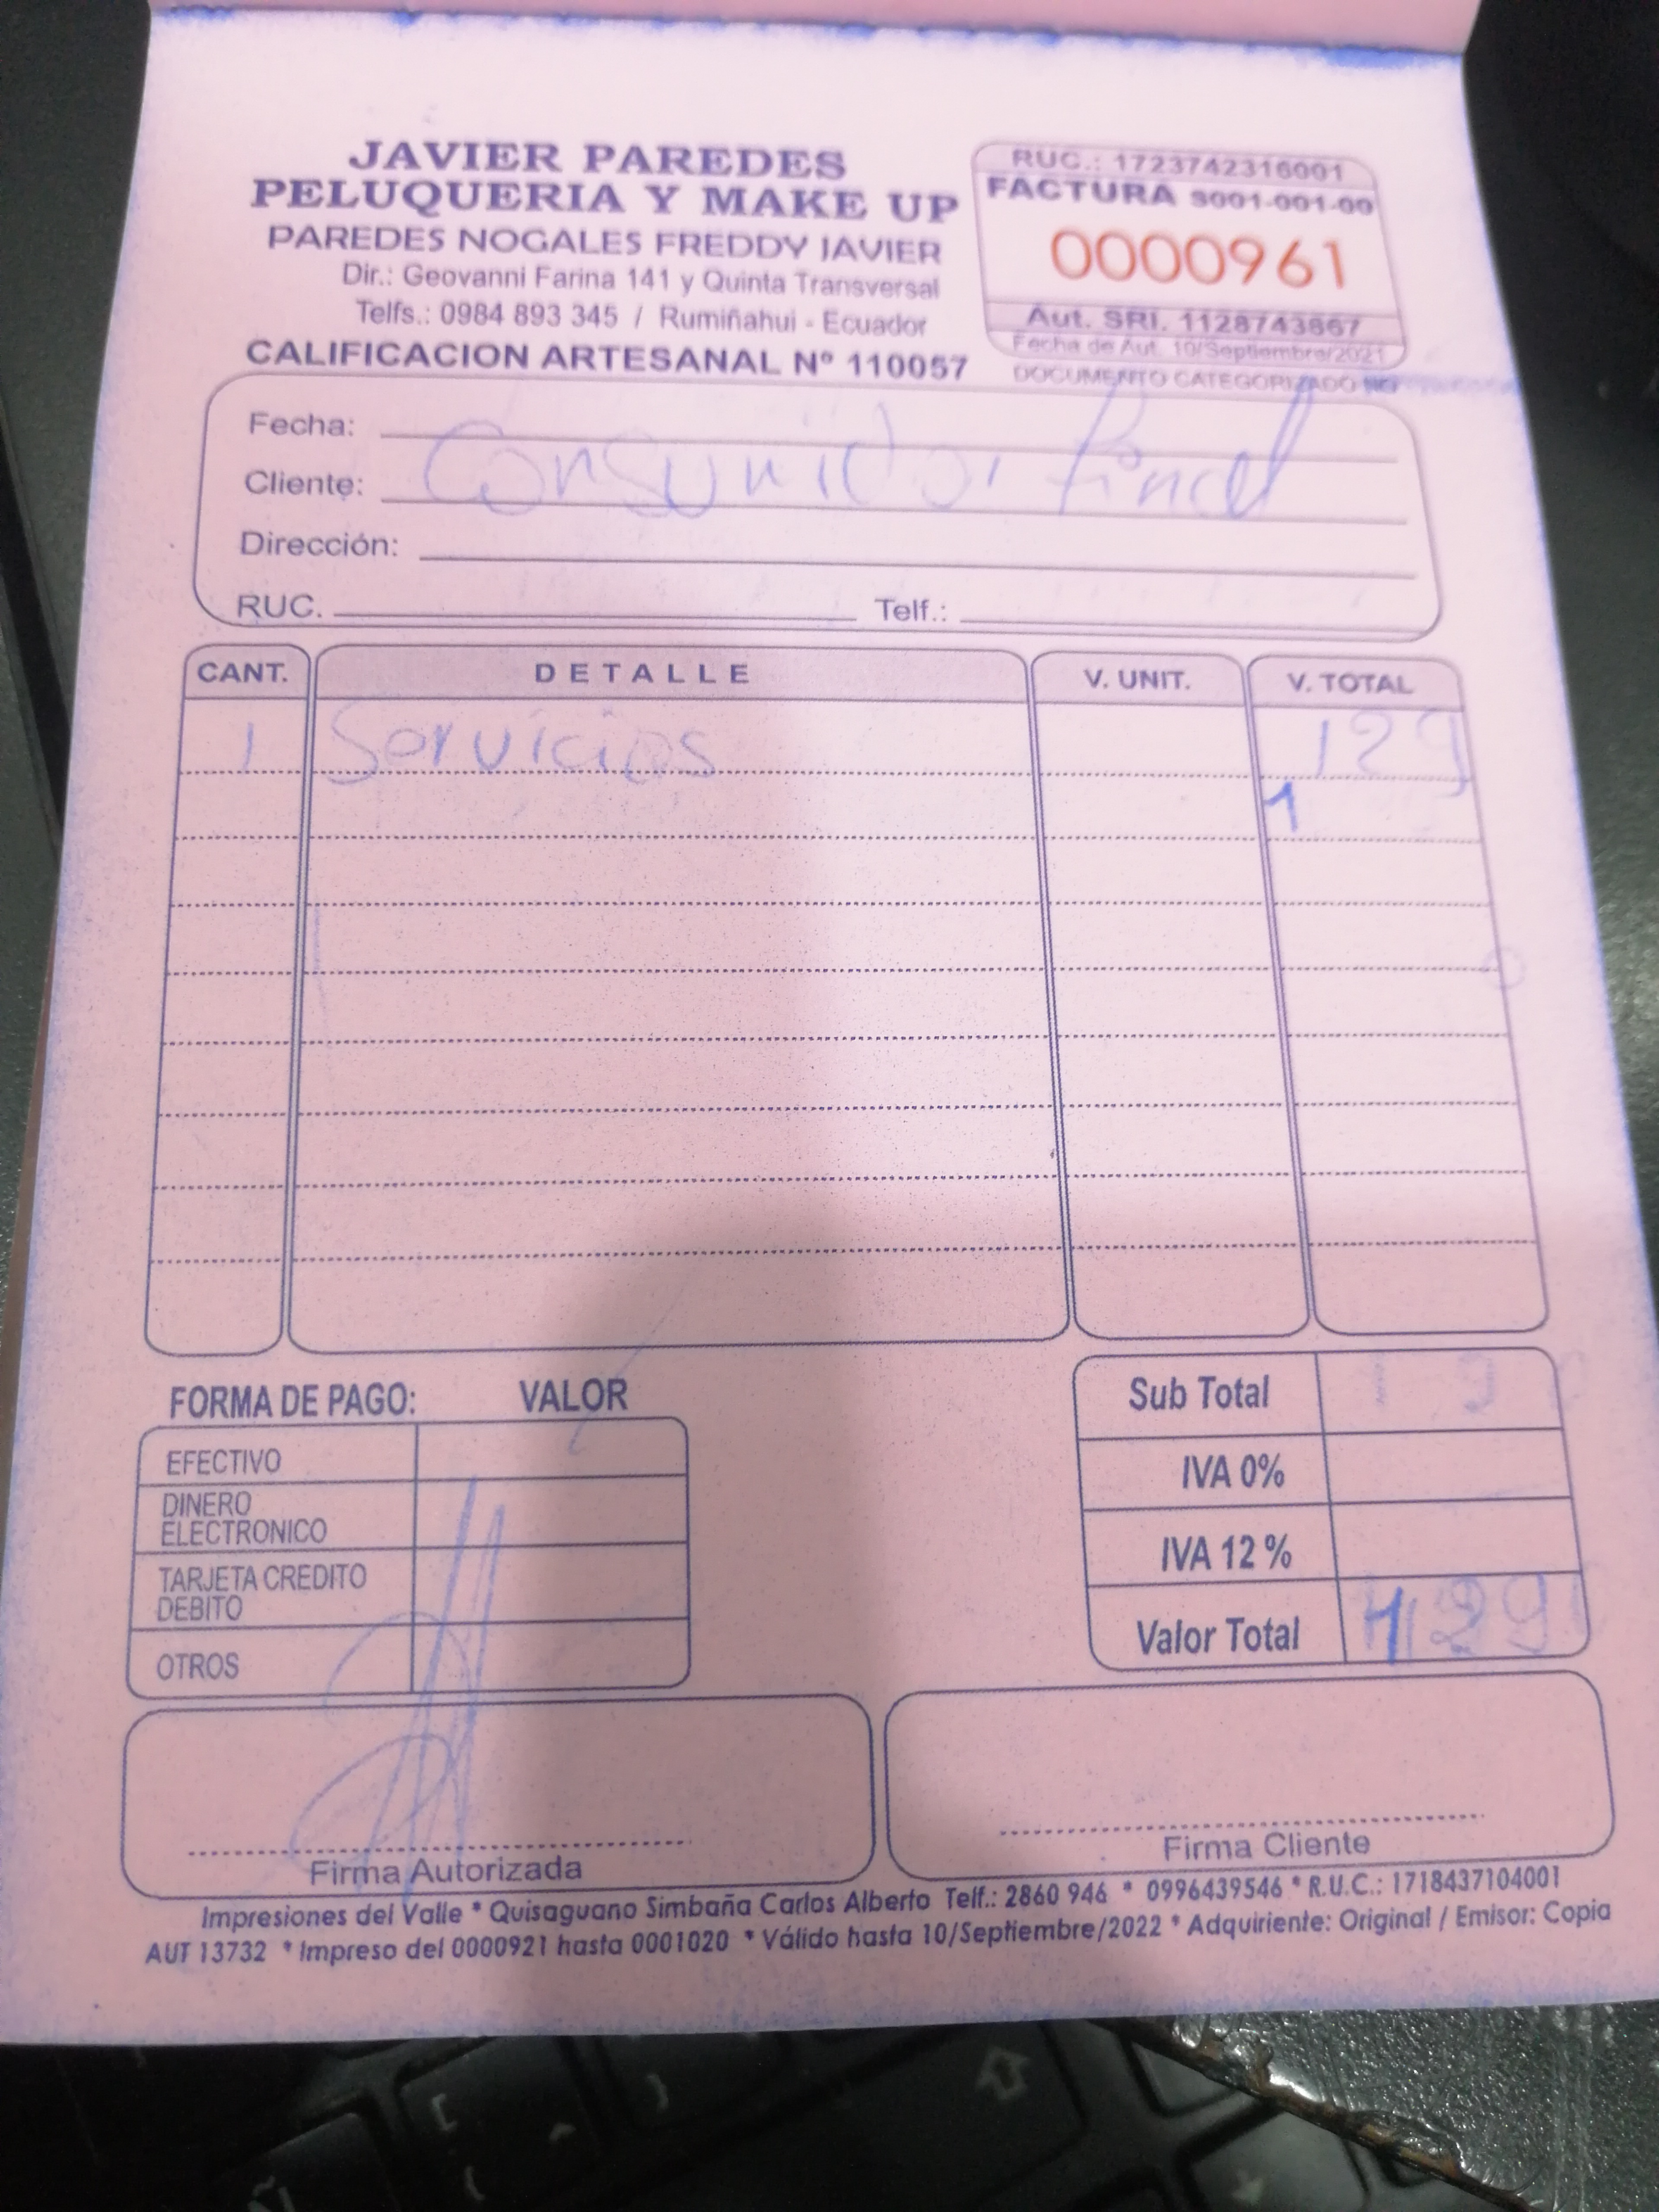 JAVIER PAREDES
PELUQUERIA Y MAKE UP
PAREDES NOGALES FREDDY JAVIER
Dir.: Geovanni Farina 141 y Quinta Transversal
Telfs.: 0984 893 345 / Rumiñahui - Ecuador
CALIFICACION ARTESANAL Nº 110057
RUC.: 1723742316001
FACTURA S001-001-00
0000961
Aut. SRI. 1128743867
Fecha de Aut. 10/Septiembre/2021
DOCUMENTO CATEGORIZADO NO
Fecha:
Cliente: Consumidor final
Dirección:
RUC. Telf.:
CANT. DETALLE V. UNIT. V. TOTAL
1 Servicios 129
1
FORMA DE PAGO: VALOR
EFECTIVO
DINERO ELECTRONICO
TARJETA CREDITO DEBITO
OTROS
Sub Total
IVA 0%
IVA 12 %
Valor Total
Firma Autorizada
Firma Cliente
Impresiones del Valle * Quisaguano Simbaña Carlos Alberto Telf.: 2860 946 * 0996439546 * R.U.C.: 1718437104001
AUT 13732 * Impreso del 0000921 hasta 0001020 * Válido hasta 10/Septiembre/2022 * Adquiriente: Original / Emisor: Copia